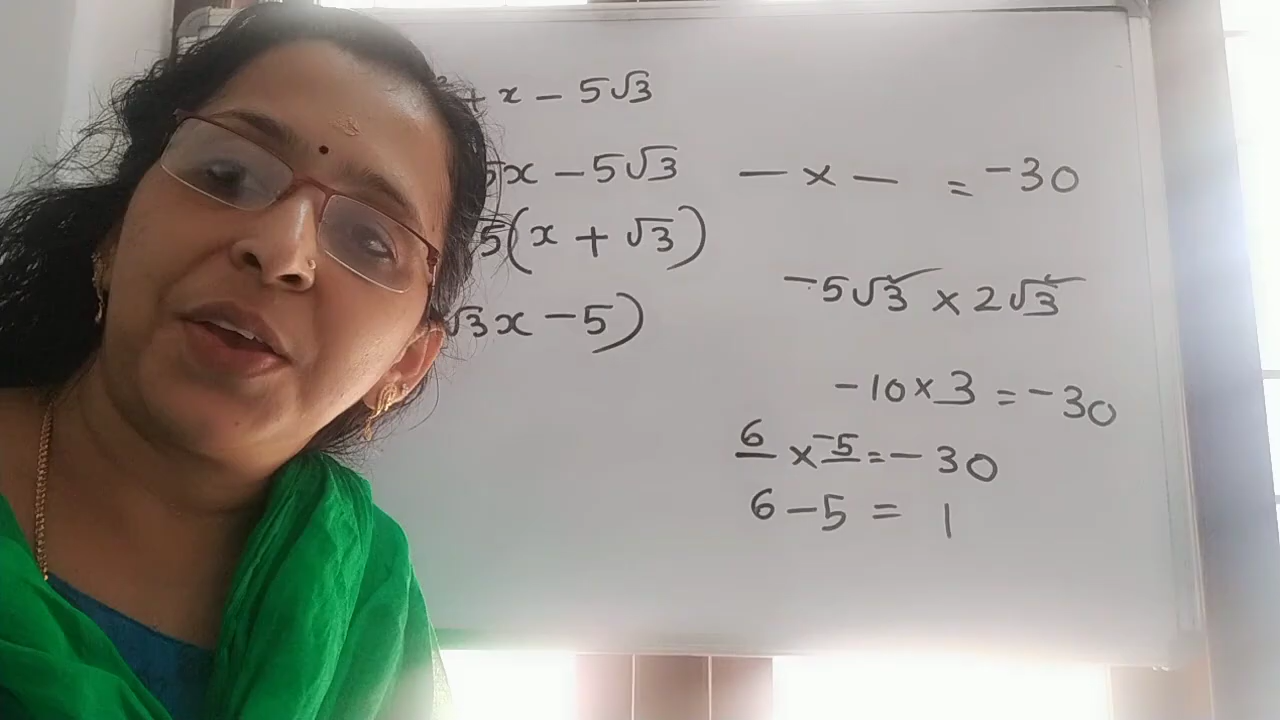 + x - 5√3
5x - 5√3
5(x + √3)
√3x - 5)
— × — = -30
-5√3 × 2√3
-10 × 3 = -30
6 × -5 = -30
6 - 5 = 1